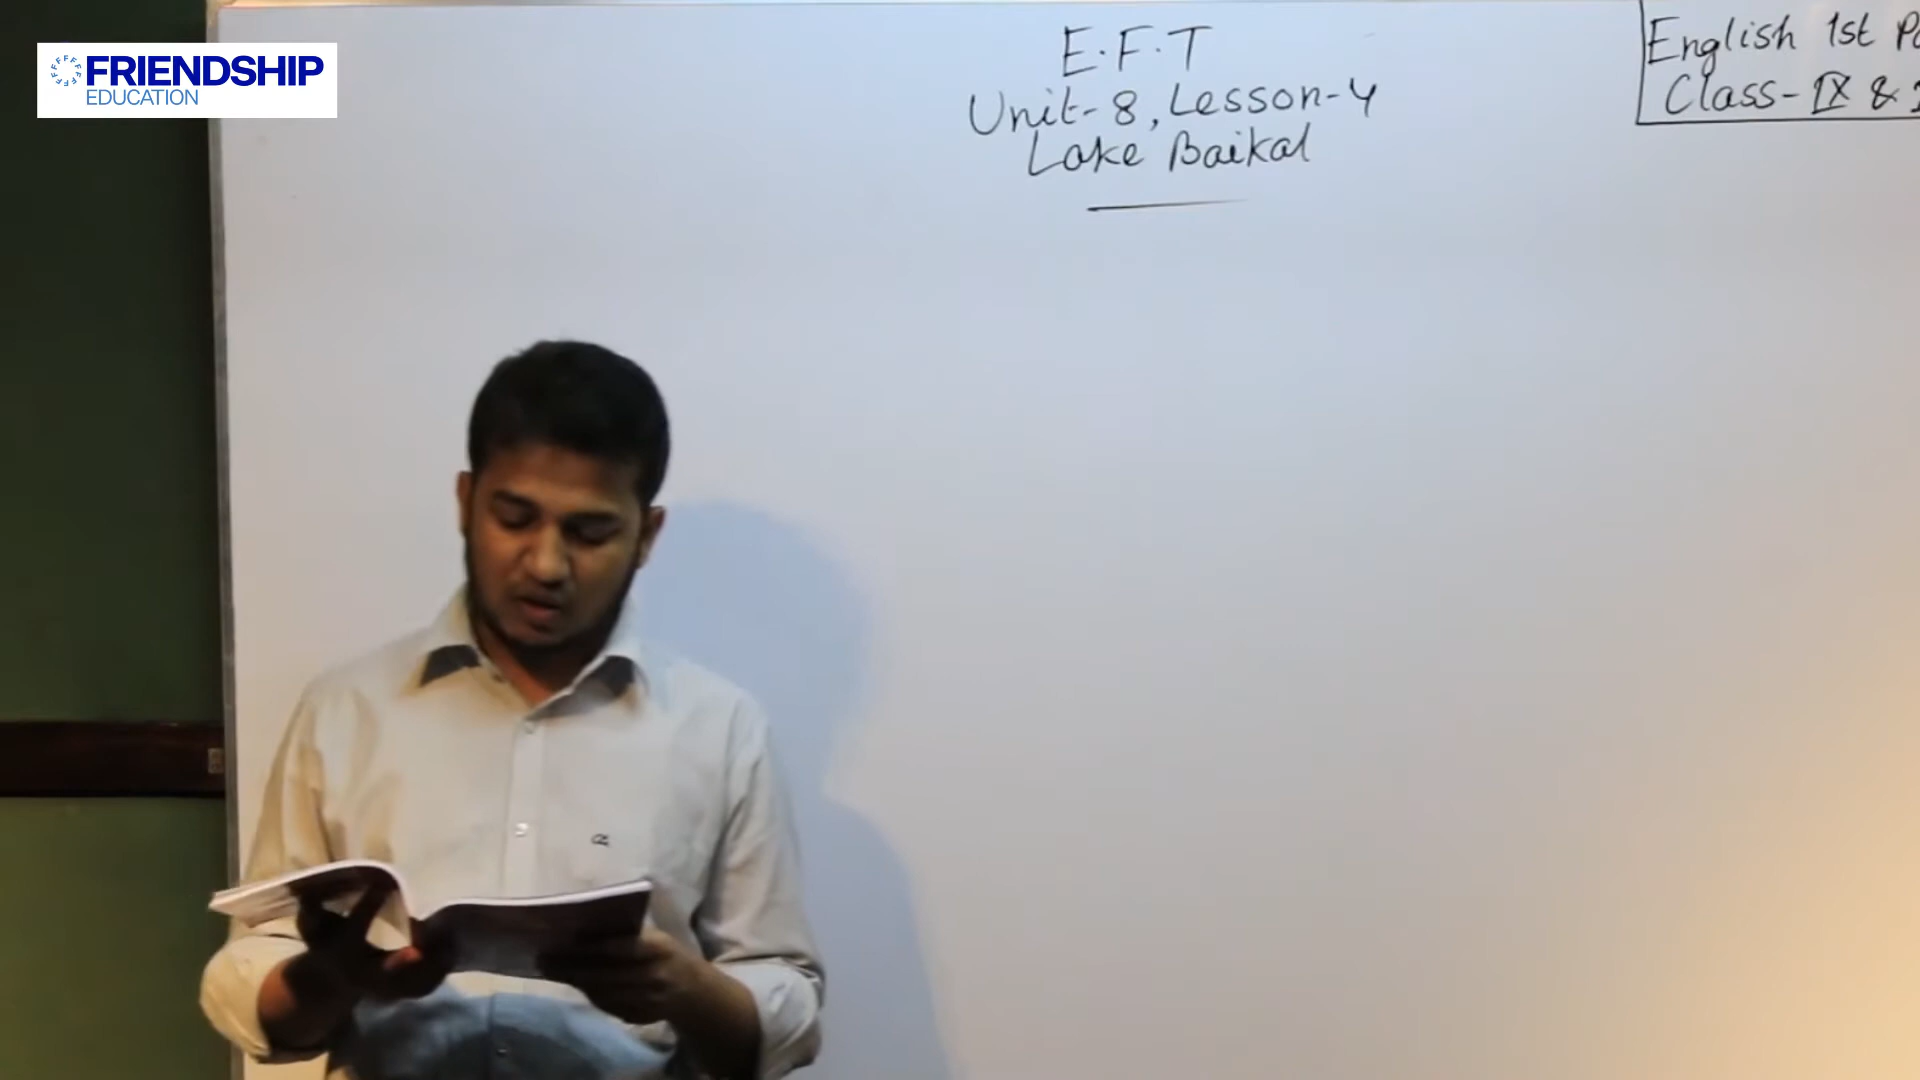 FRIENDSHIP
EDUCATION
E.F.T
Unit-8, Lesson-4
Lake Baikal
English 1st
Class-IX &